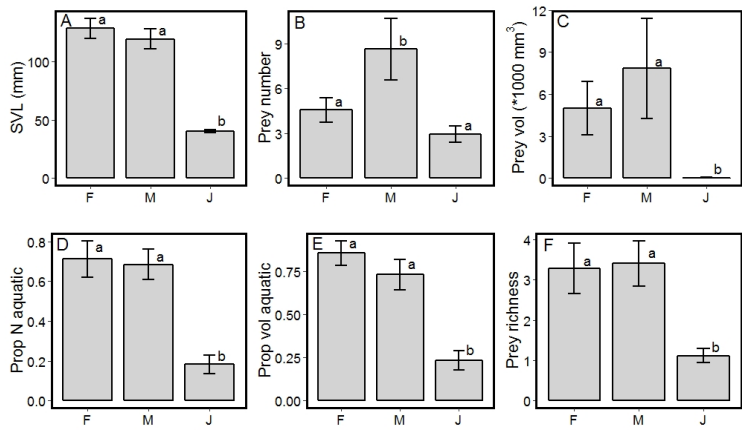 A
SVL (mm)
100
50
0
a
a
b
F
M
J
B
Prey number
9
6
3
0
a
b
a
F
M
J
C
Prey vol (*1000 mm³)
12
9
6
3
0
a
a
b
F
M
J
D
Prop N aquatic
0.8
0.6
0.4
0.2
0.0
a
a
b
F
M
J
E
Prop vol aquatic
0.75
0.50
0.25
0.00
a
a
b
F
M
J
F
Prey richness
4
3
2
1
0
a
a
b
F
M
J